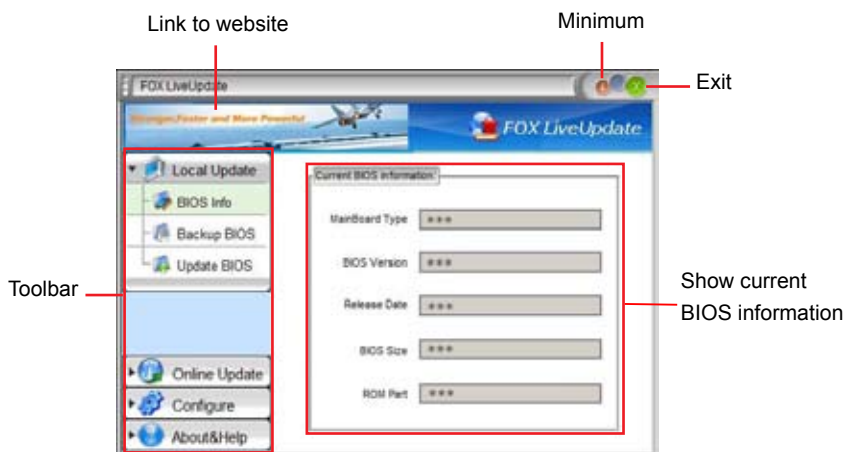 Link to website
Minimum
Exit
FOX LiveUpdate
Stronger,Faster and More Powerful
FOX LiveUpdate
Local Update
BIOS Info
Backup BIOS
Update BIOS
Online Update
Configure
About&Help
Current BIOS information
MainBoard Type ***
BIOS Version ***
Release Date ***
BIOS Size ***
ROM Part ***
Toolbar
Show current
BIOS information